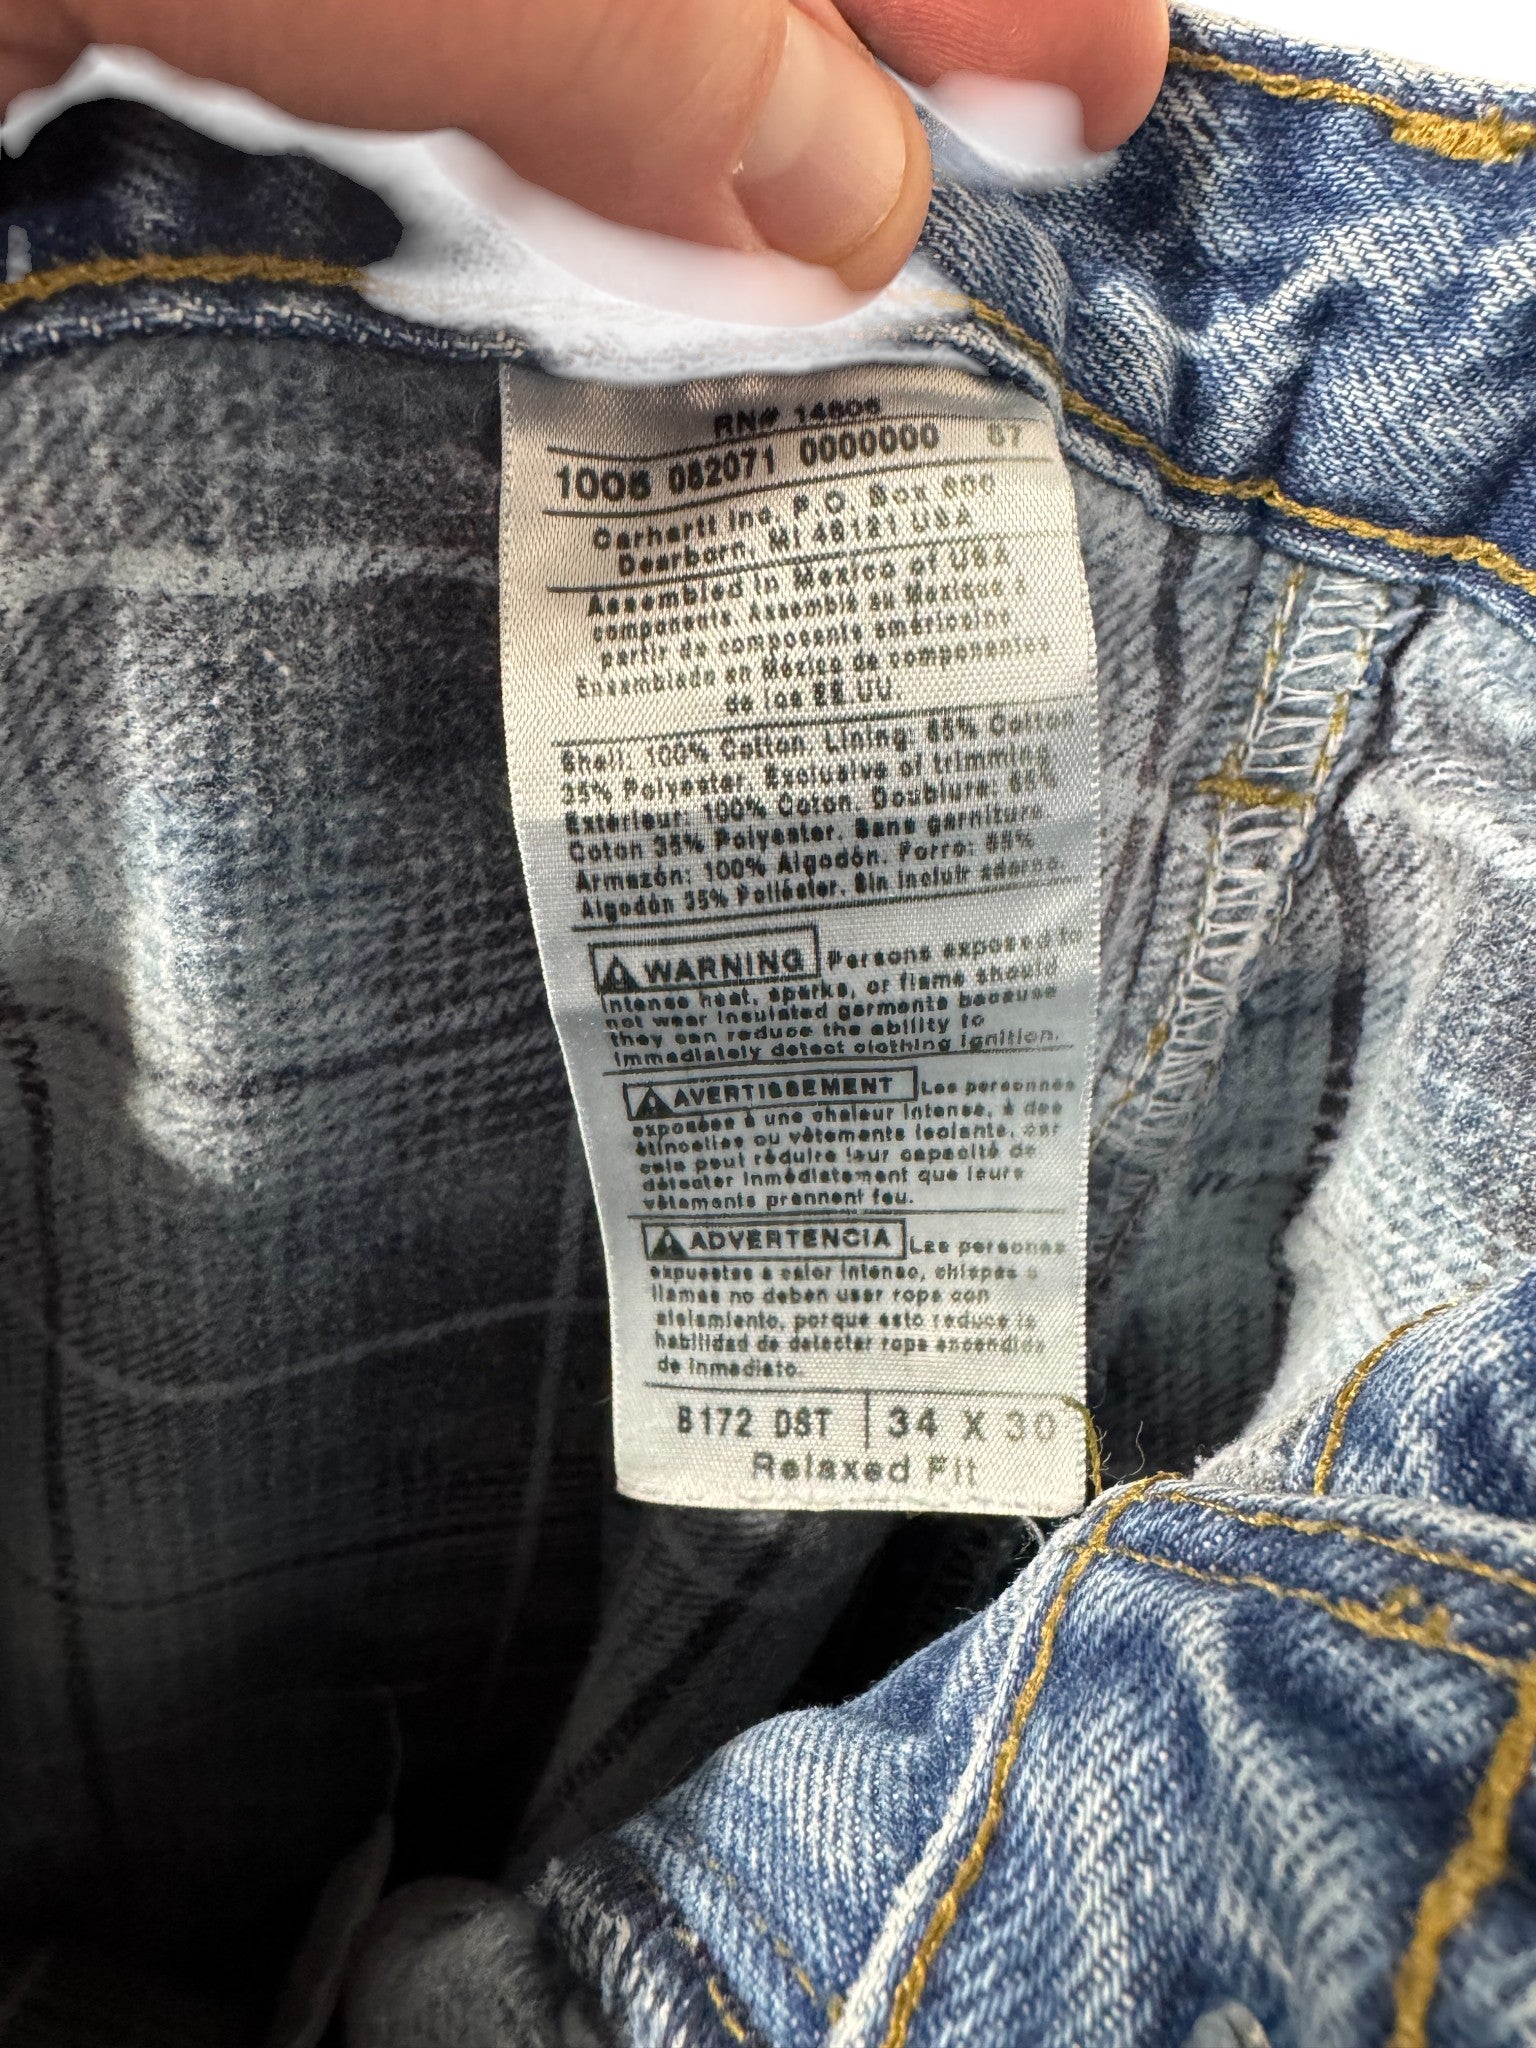 RN# 14806
1006 082071 0000000 57
Carhartt Inc. P.O. Box 600
Dearborn, MI 48121 USA
Assembled in Mexico of USA
components Assemblé au Mexique à
partir de composants américains
Ensamblado en México de componentes
de los EE.UU.
Shell: 100% Cotton. Lining: 65% Cotton
35% Polyester. Exclusive of trimming
Extérieur: 100% Coton. Doublure: 65%
Coton 35% Polyester. Sans garniture.
Armazón: 100% Algodón. Forro: 65%
Algodón 35% Poliéster. Sin incluir adorno.
WARNING Persons exposed to
intense heat, sparks, or flame should
not wear insulated garments because
they can reduce the ability to
immediately detect clothing ignition.
AVERTISSEMENT Les personnes
exposées à une chaleur intense, à des
étincelles ou vêtements isolants, car
cela peut réduire leur capacité de
détecter immédiatement que leurs
vêtements prennent feu.
ADVERTENCIA Las personas
expuestas a calor intenso, chispas o
llamas no deben usar ropa con
aislamiento, porque esto reduce la
habilidad de detectar ropa encendida
de inmediato.
B172 DST 34 X 30
Relaxed Fit